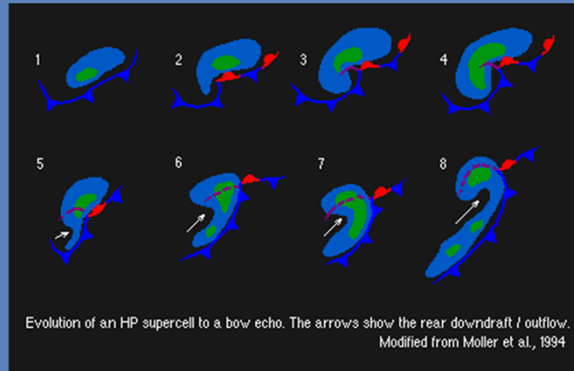 1 2 3 4
5 6 7 8
Evolution of an HP supercell to a bow echo. The arrows show the rear downdraft / outflow.
Modified from Moller et al., 1994